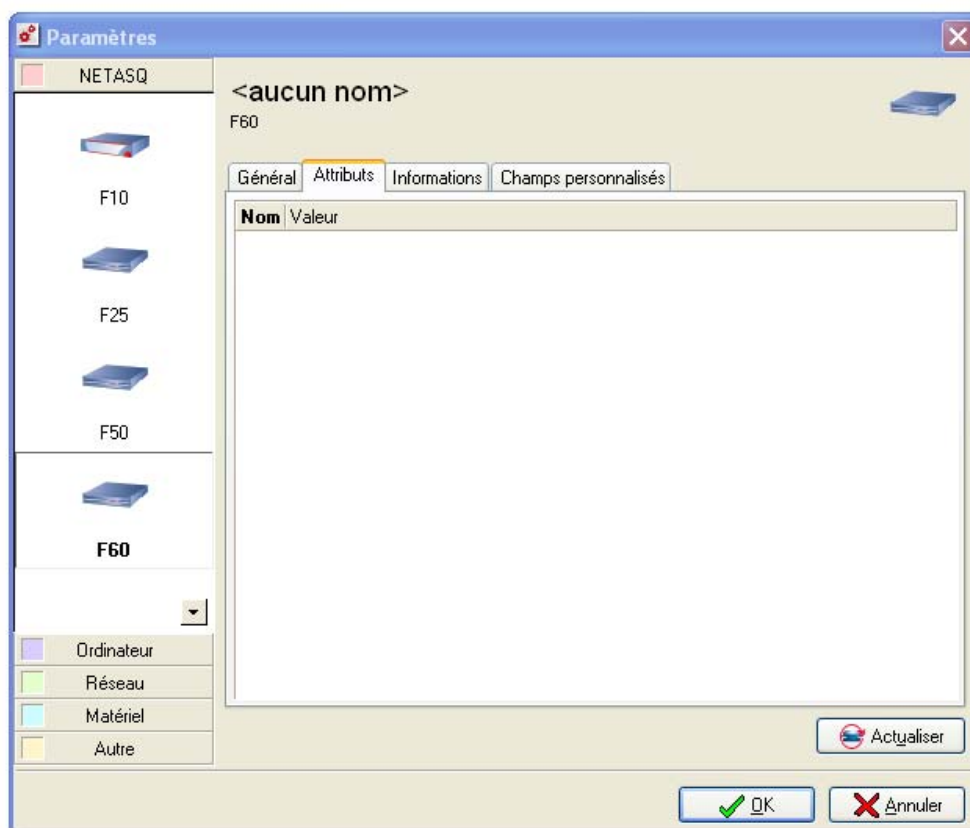 Paramètres
NETASQ
F10
F25
F50
F60
Ordinateur
Réseau
Matériel
Autre
<aucun nom>
F60
Général Attributs Informations Champs personnalisés
Nom Valeur
Actualiser
OK Annuler